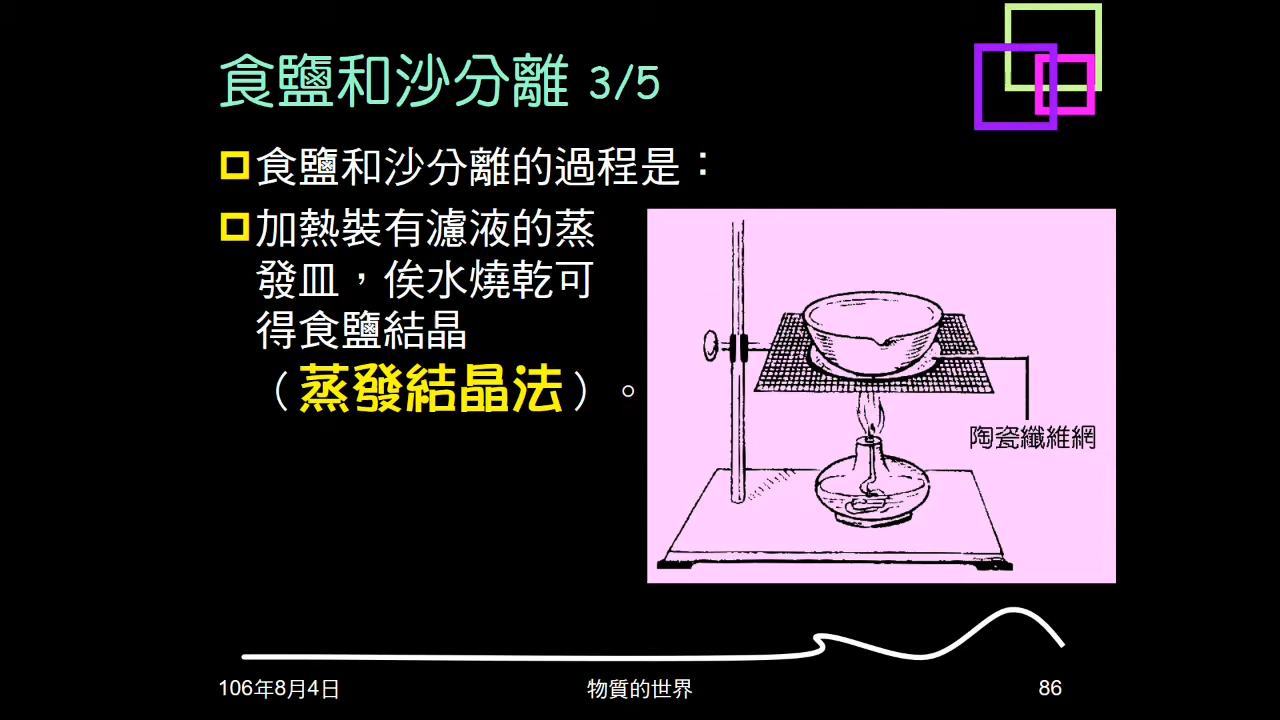 食鹽和沙分離 3/5
食鹽和沙分離的過程是：
加熱裝有濾液的蒸
發皿，俟水燒乾可
得食鹽結晶
（蒸發結晶法）。
陶瓷纖維網
106年8月4日
物質的世界
86